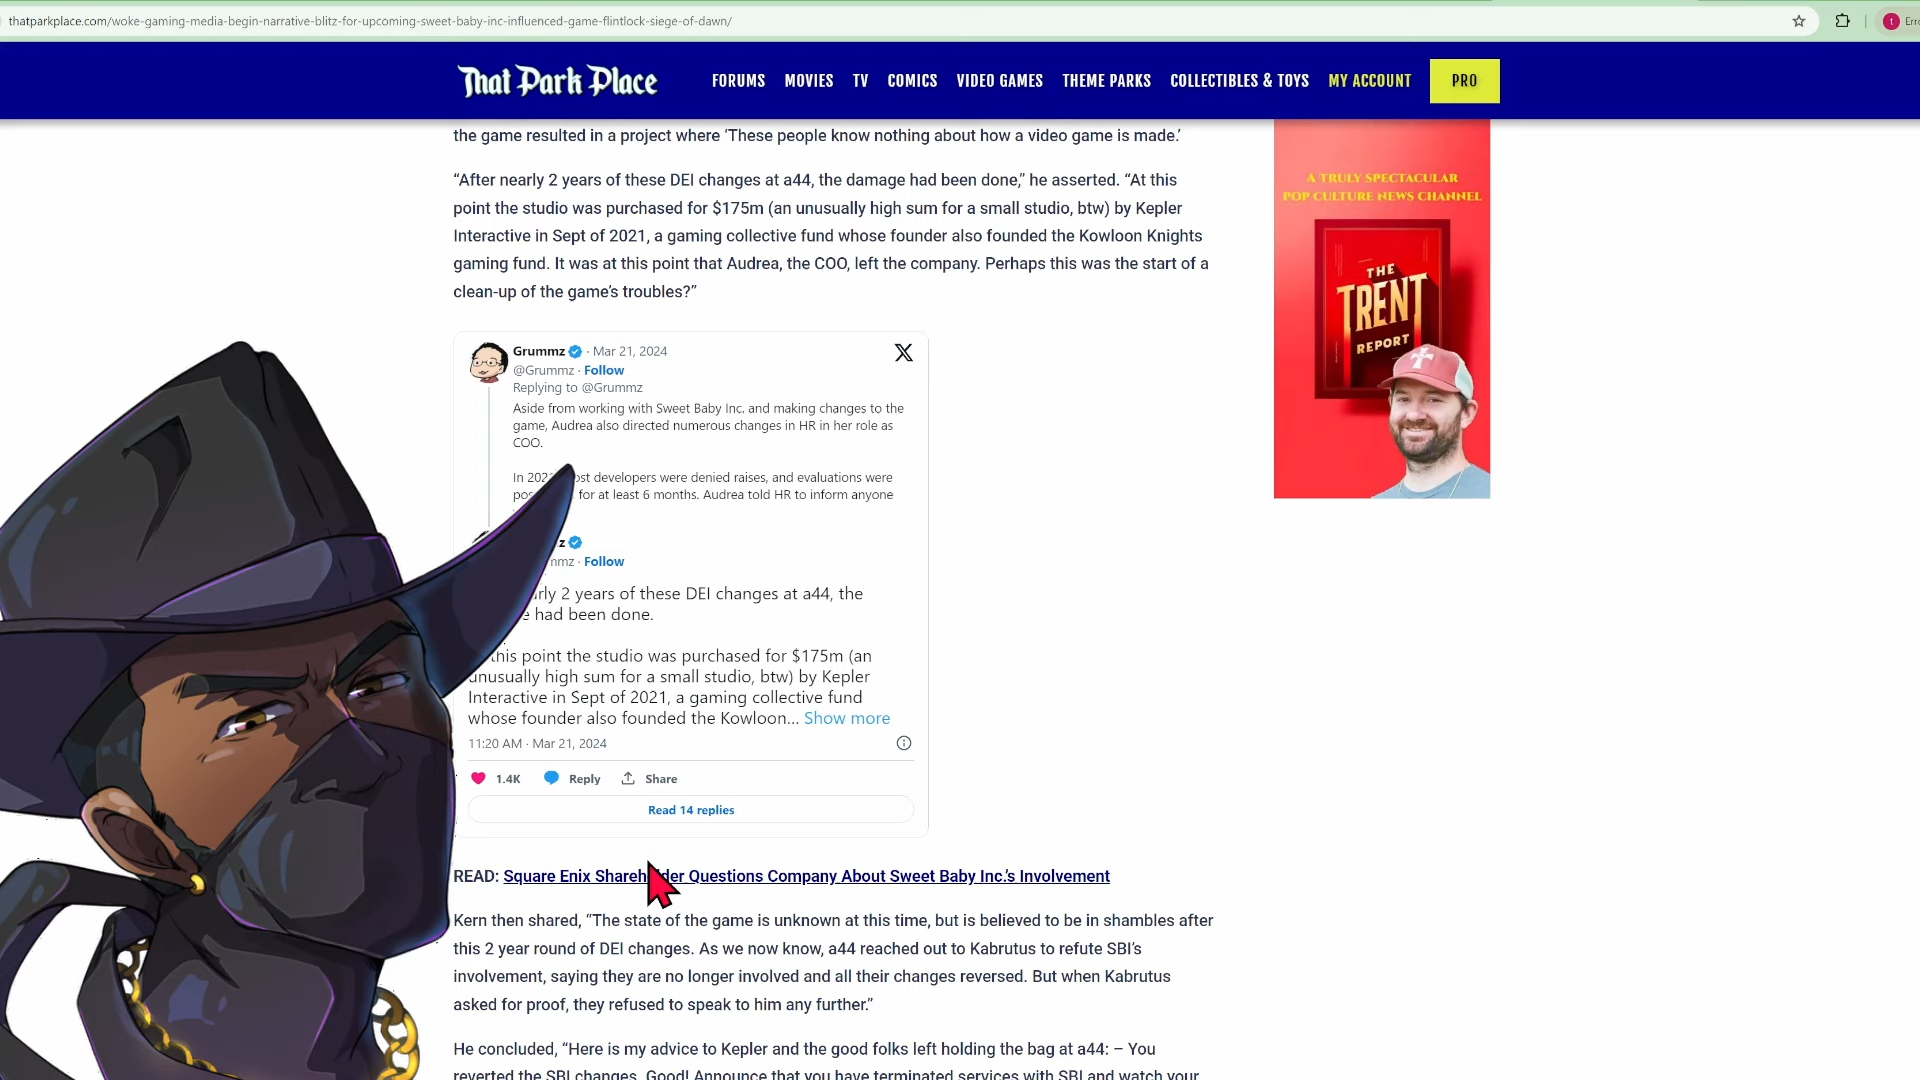 thatparkplace.com/woke-gaming-media-begin-narrative-blitz-for-upcoming-sweet-baby-inc-influenced-game-flintlock-siege-of-dawn/
t
That Park Place
FORUMS MOVIES TV COMICS VIDEO GAMES THEME PARKS COLLECTIBLES & TOYS MY ACCOUNT PRO
the game resulted in a project where ‘These people know nothing about how a video game is made.’
“After nearly 2 years of these DEI changes at a44, the damage had been done,” he asserted. “At this
point the studio was purchased for $175m (an unusually high sum for a small studio, btw) by Kepler
Interactive in Sept of 2021, a gaming collective fund whose founder also founded the Kowloon Knights
gaming fund. It was at this point that Audrea, the COO, left the company. Perhaps this was the start of a
clean-up of the game’s troubles?”
A TRULY SPECTACULAR
POP CULTURE NEWS CHANNEL
THE
TRENT
REPORT
Grummz · Mar 21, 2024
@Grummz · Follow
Replying to @Grummz
Aside from working with Sweet Baby Inc. and making changes to the
game, Audrea also directed numerous changes in HR in her role as
COO.
In 202 st developers were denied raises, and evaluations were
for at least 6 months. Audrea told HR to inform anyone
z
mmz · Follow
rly 2 years of these DEI changes at a44, the
e had been done.
this point the studio was purchased for $175m (an
unusually high sum for a small studio, btw) by Kepler
Interactive in Sept of 2021, a gaming collective fund
whose founder also founded the Kowloon... Show more
11:20 AM · Mar 21, 2024
1.4K Reply Share
Read 14 replies
READ: Square Enix Shareholder Questions Company About Sweet Baby Inc.’s Involvement
Kern then shared, “The state of the game is unknown at this time, but is believed to be in shambles after
this 2 year round of DEI changes. As we now know, a44 reached out to Kabrutus to refute SBI’s
involvement, saying they are no longer involved and all their changes reversed. But when Kabrutus
asked for proof, they refused to speak to him any further.”
He concluded, “Here is my advice to Kepler and the good folks left holding the bag at a44: – You
reverted the SBI changes. Good! Announce that you have terminated services with SBI and watch your